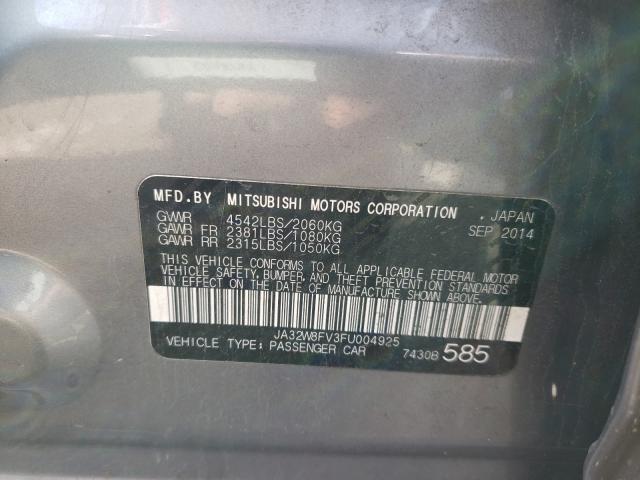 MFD.BY MITSUBISHI MOTORS CORPORATION . JAPAN
GVWR 4542LBS/2060KG SEP 2014
GAWR FR 2381LBS/1080KG
GAWR RR 2315LBS/1050KG
THIS VEHICLE CONFORMS TO ALL APPLICABLE FEDERAL MOTOR
VEHICLE SAFETY, BUMPER, AND THEFT PREVENTION STANDARDS
IN EFFECT ON THE DATE OF MANUFACTURE SHOWN ABOVE.
JA32W8FV3FU004925
VEHICLE TYPE: PASSENGER CAR 7430B 585